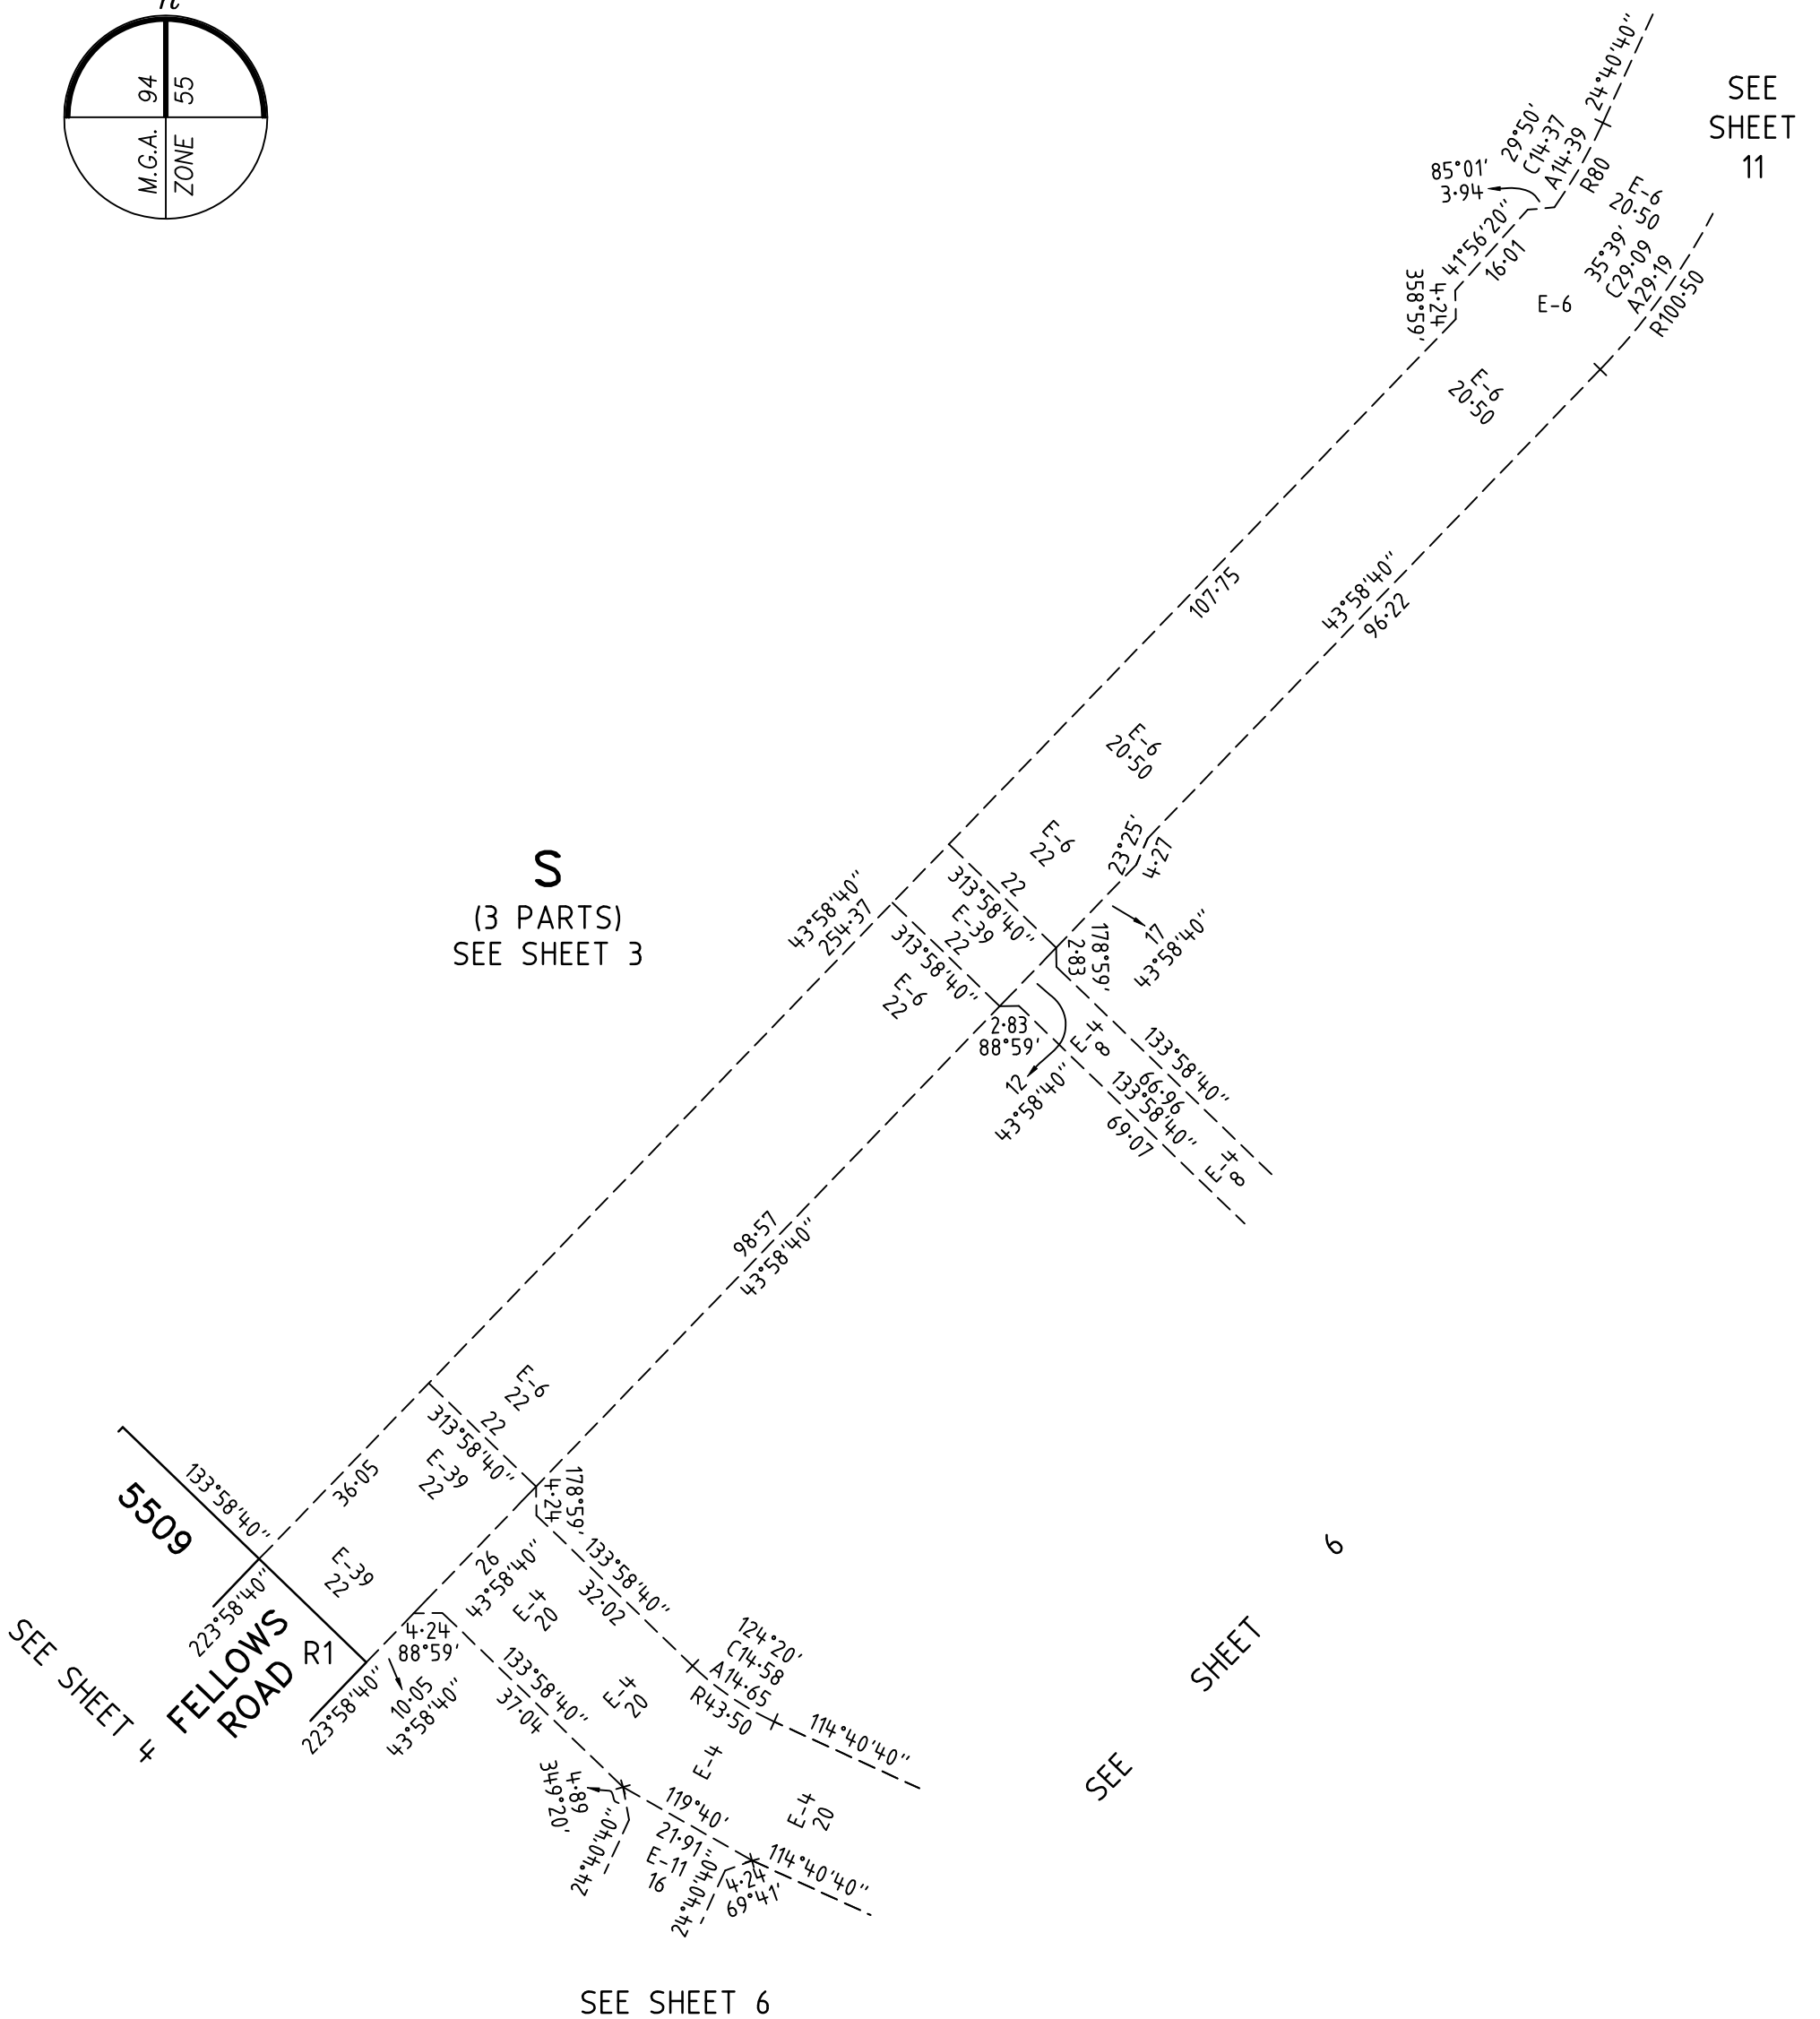 n
M.G.A. 94
ZONE 55
24°40'40"
SEE
SHEET
11
29°50'
C14·37
A14·39
R80
85°01'
3·94
E-6
20·50
41°56'20"
16·01
35°39'
C29·09
A29·19
R100·50
358°59'
4·24
E-6
E-6
20·50
107·75
43°58'40"
96·22
E-6
20·50
E-6
22
23°25'
4·27
S
(3 PARTS)
SEE SHEET 3
43°58'40"
254·37
22
313°58'40"
E-39
22
313°58'40"
17
43°58'40"
178°59'
2·83
E-6
22
2·83
88°59'
12
43°58'40"
E-4
8
133°58'40"
66·96
133°58'40"
69·07
E-4
8
98·57
43°58'40"
E-6
22
22
313°58'40"
E-39
22
36·05
133°58'40"
5509
178°59'
4·24
E-39
22
26
43°58'40"
E-4
20
133°58'40"
32·02
223°58'40"
FELLOWS
ROAD
R1
SEE SHEET 4
4·24
88°59'
223°58'40"
10·05
43°58'40"
133°58'40"
37·04
E-4
20
124°20'
C14·58
A14·65
R43·50
114°40'40"
E-4
E-4
20
349°20'
4·89
24°40'40"
119°40'
21·91
E-11
16
24°40'40"
4·24
69°41'
114°40'40"
SEE SHEET 6
SEE SHEET 6